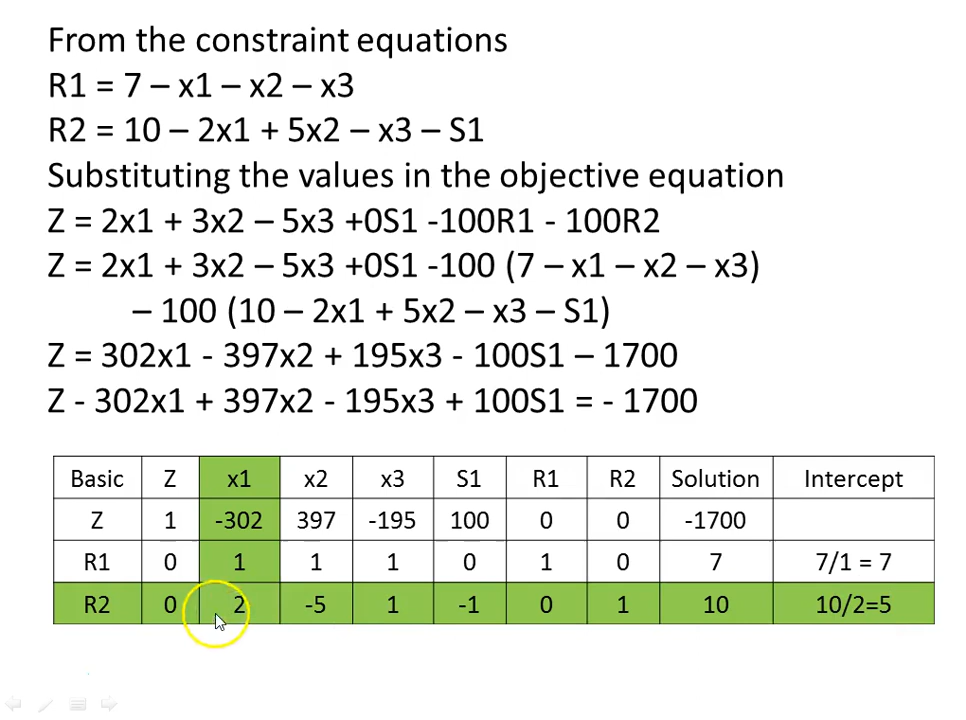 From the constraint equations
R1 = 7 – x1 – x2 – x3
R2 = 10 – 2x1 + 5x2 – x3 – S1
Substituting the values in the objective equation
Z = 2x1 + 3x2 – 5x3 +0S1 -100R1 - 100R2
Z = 2x1 + 3x2 – 5x3 +0S1 -100 (7 – x1 – x2 – x3)
– 100 (10 – 2x1 + 5x2 – x3 – S1)
Z = 302x1 - 397x2 + 195x3 - 100S1 – 1700
Z - 302x1 + 397x2 - 195x3 + 100S1 = - 1700
Basic Z x1 x2 x3 S1 R1 R2 Solution Intercept
Z 1 -302 397 -195 100 0 0 -1700
R1 0 1 1 1 0 1 0 7 7/1 = 7
R2 0 2 -5 1 -1 0 1 10 10/2=5